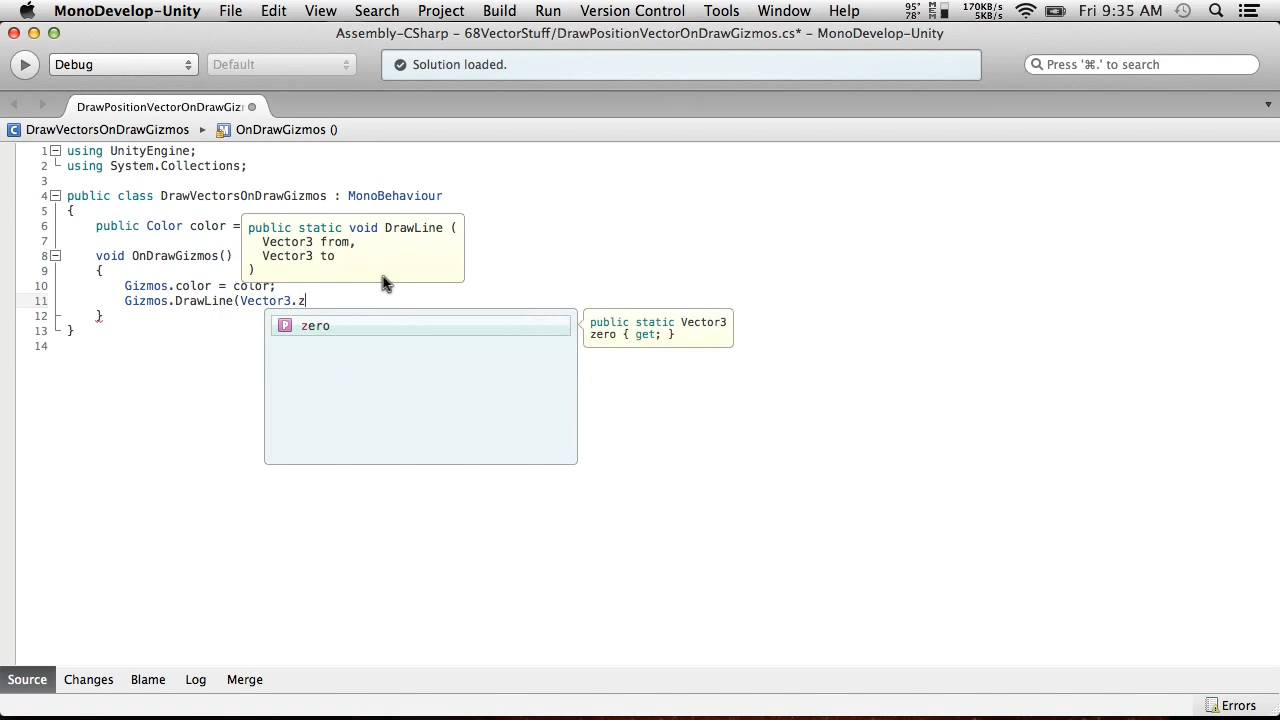 MonoDevelop-Unity File Edit View Search Project Build Run Version Control Tools Window Help 95° 78° MEM 170KB/s 5KB/s Fri 9:35 AM
Assembly-CSharp – 68VectorStuff/DrawPositionVectorOnDrawGizmos.cs* – MonoDevelop-Unity
Debug Default Solution loaded. Press '⌘.' to search
DrawPositionVectorOnDrawGiz
C DrawVectorsOnDrawGizmos ▸ M OnDrawGizmos ()
1 using UnityEngine;
2 using System.Collections;
3
4 public class DrawVectorsOnDrawGizmos : MonoBehaviour
5 {
6 public Color color =
7
8 void OnDrawGizmos()
9 {
10 Gizmos.color = color;
11 Gizmos.DrawLine(Vector3.z
12 }
13 }
14
public static void DrawLine (
Vector3 from,
Vector3 to
)
P zero
public static Vector3
zero { get; }
Source Changes Blame Log Merge
Errors